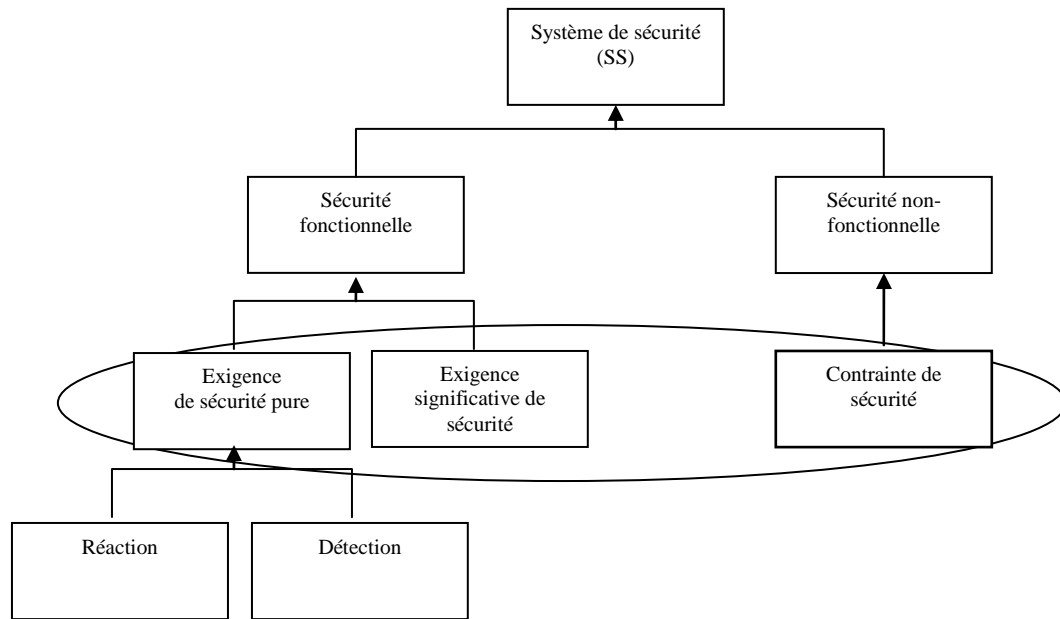 Système de sécurité
(SS)
Sécurité
fonctionnelle
Sécurité non-
fonctionnelle
Exigence
de sécurité pure
Exigence
significative de
sécurité
Contrainte de
sécurité
Réaction
Détection